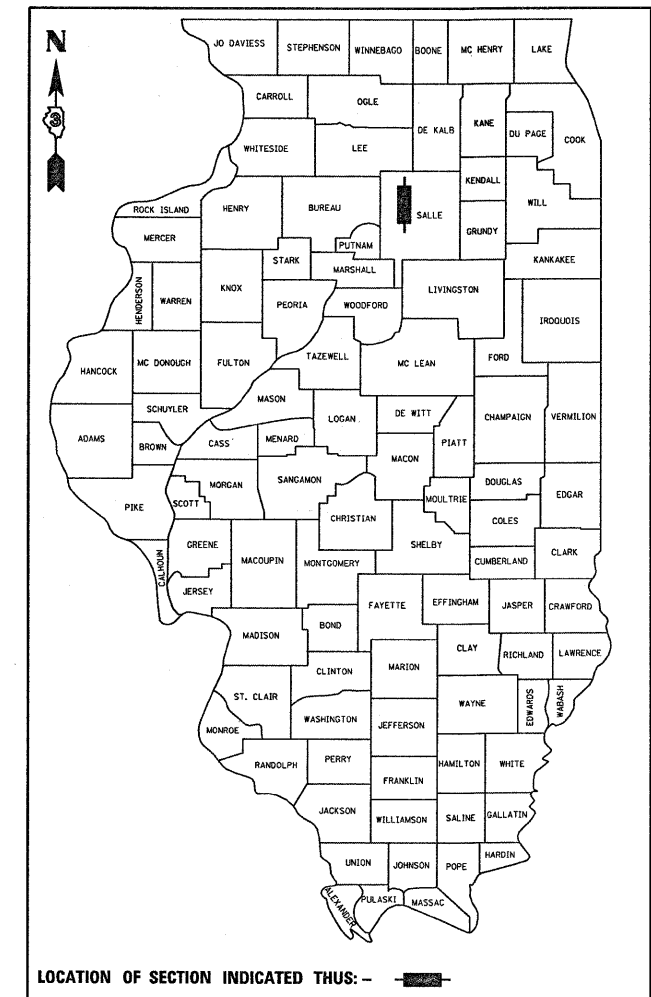 JO DAVIESS STEPHENSON WINNEBAGO BOONE MC HENRY LAKE
N
CARROLL OGLE DE KALB KANE DU PAGE COOK
3
WHITESIDE LEE
KENDALL
ROCK ISLAND HENRY BUREAU SALLE WILL
MERCER PUTNAM GRUNDY
STARK MARSHALL KANKAKEE
HENDERSON WARREN KNOX PEORIA WOODFORD LIVINGSTON
IROQUOIS
HANCOCK MC DONOUGH FULTON TAZEWELL MC LEAN FORD
MASON
SCHUYLER LOGAN DE WITT CHAMPAIGN VERMILION
ADAMS BROWN CASS MENARD PIATT
MACON
MORGAN SANGAMON DOUGLAS EDGAR
PIKE SCOTT MOULTRIE
CHRISTIAN COLES
GREENE SHELBY CLARK
CALHOUN MACOUPIN MONTGOMERY CUMBERLAND
JERSEY FAYETTE EFFINGHAM JASPER CRAWFORD
MADISON BOND
CLAY RICHLAND LAWRENCE
CLINTON MARION
ST. CLAIR WAYNE EDWARDS WABASH
WASHINGTON JEFFERSON
MONROE
RANDOLPH PERRY HAMILTON WHITE
FRANKLIN
JACKSON WILLIAMSON SALINE GALLATIN
UNION JOHNSON POPE HARDIN
ALEXANDER PULASKI MASSAC
LOCATION OF SECTION INDICATED THUS: -